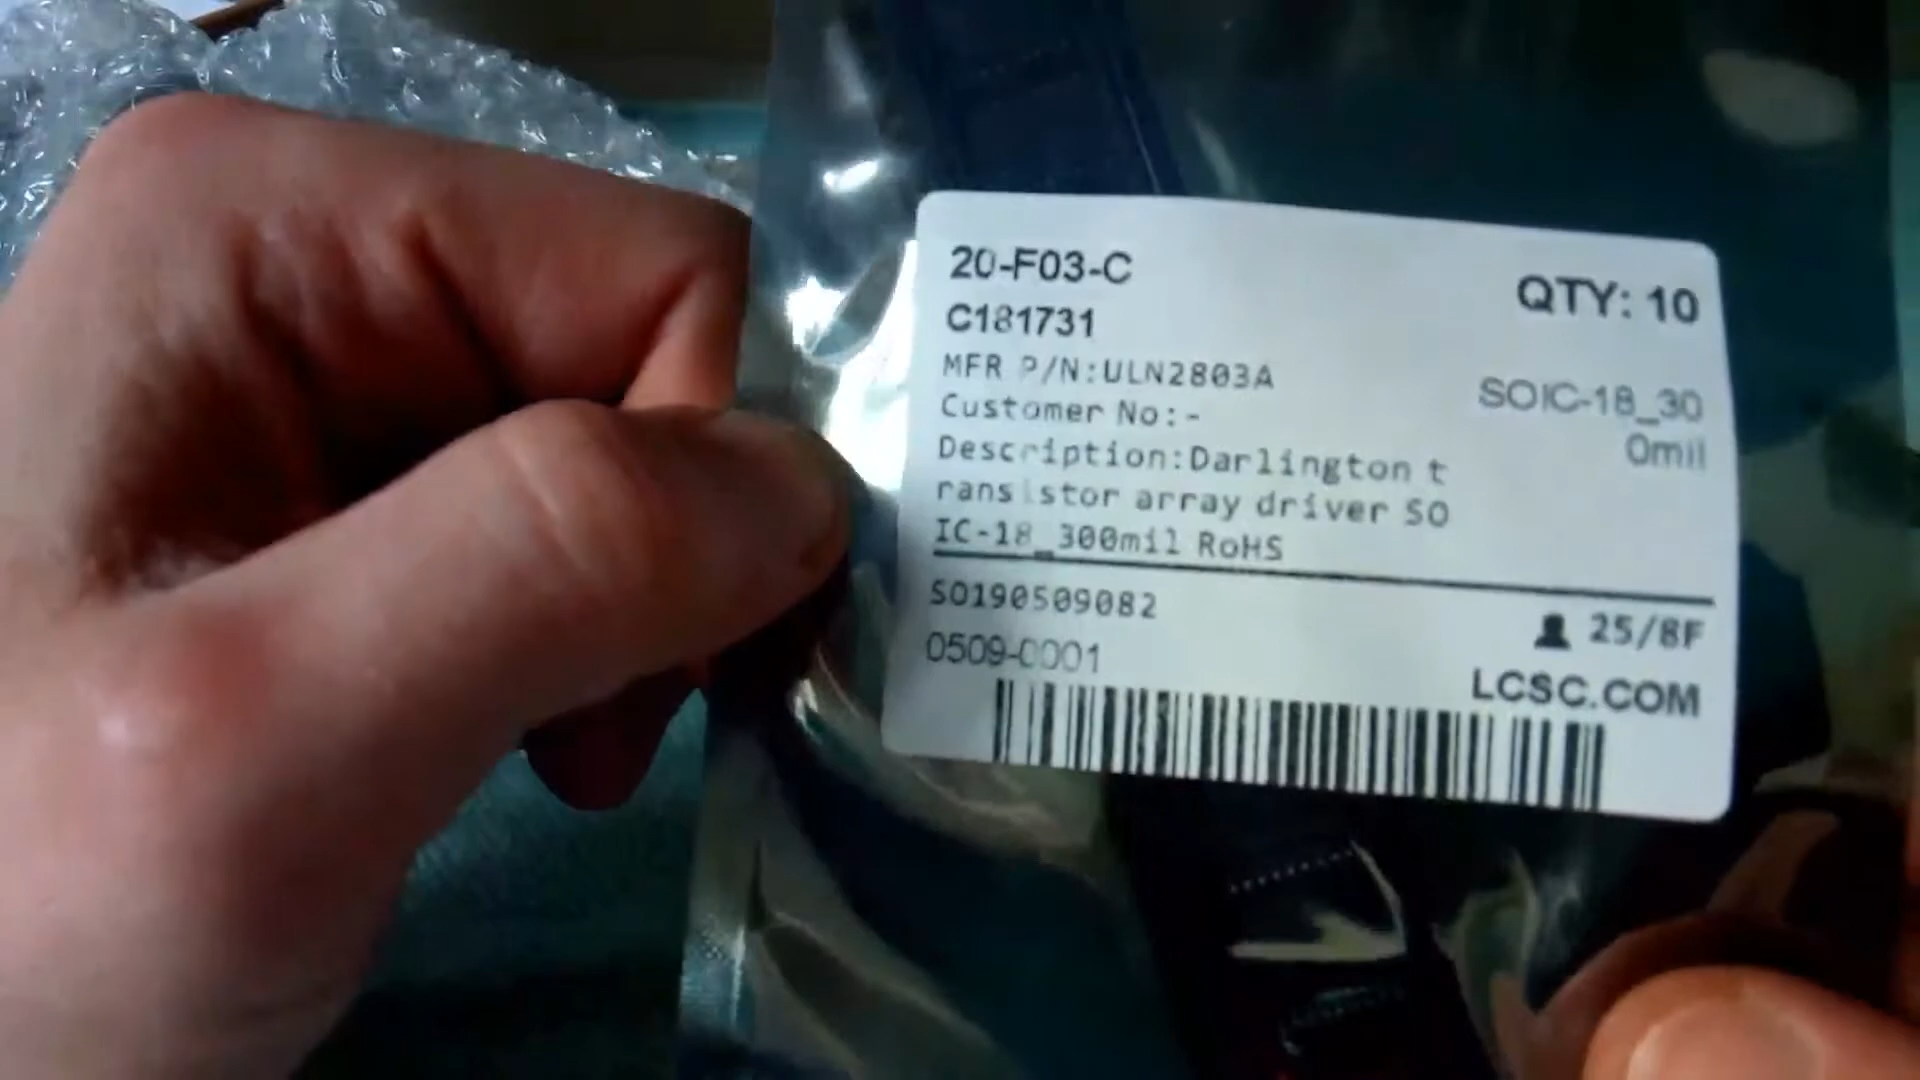 20-F03-C
QTY: 10
C181731
MFR P/N:ULN2803A
SOIC-18_30
0mil
Customer No:-
Description:Darlington t
ransistor array driver SO
IC-18_300mil RoHS
SO190509082
25/8F
0509-0001
LCSC.COM